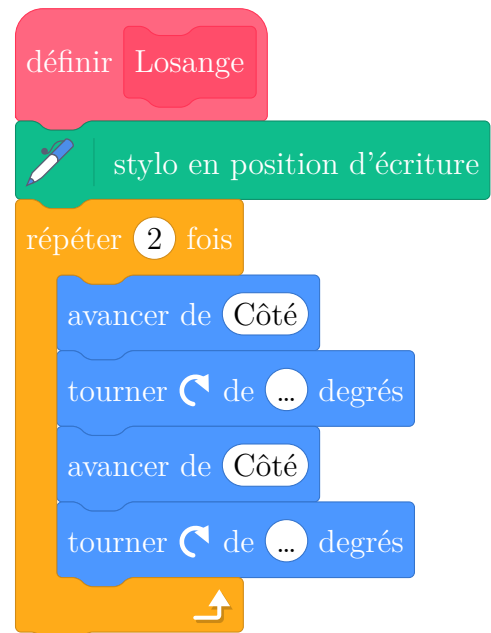 définir Losange
stylo en position d'écriture
répéter 2 fois
avancer de Côté
tourner de ... degrés
avancer de Côté
tourner de ... degrés